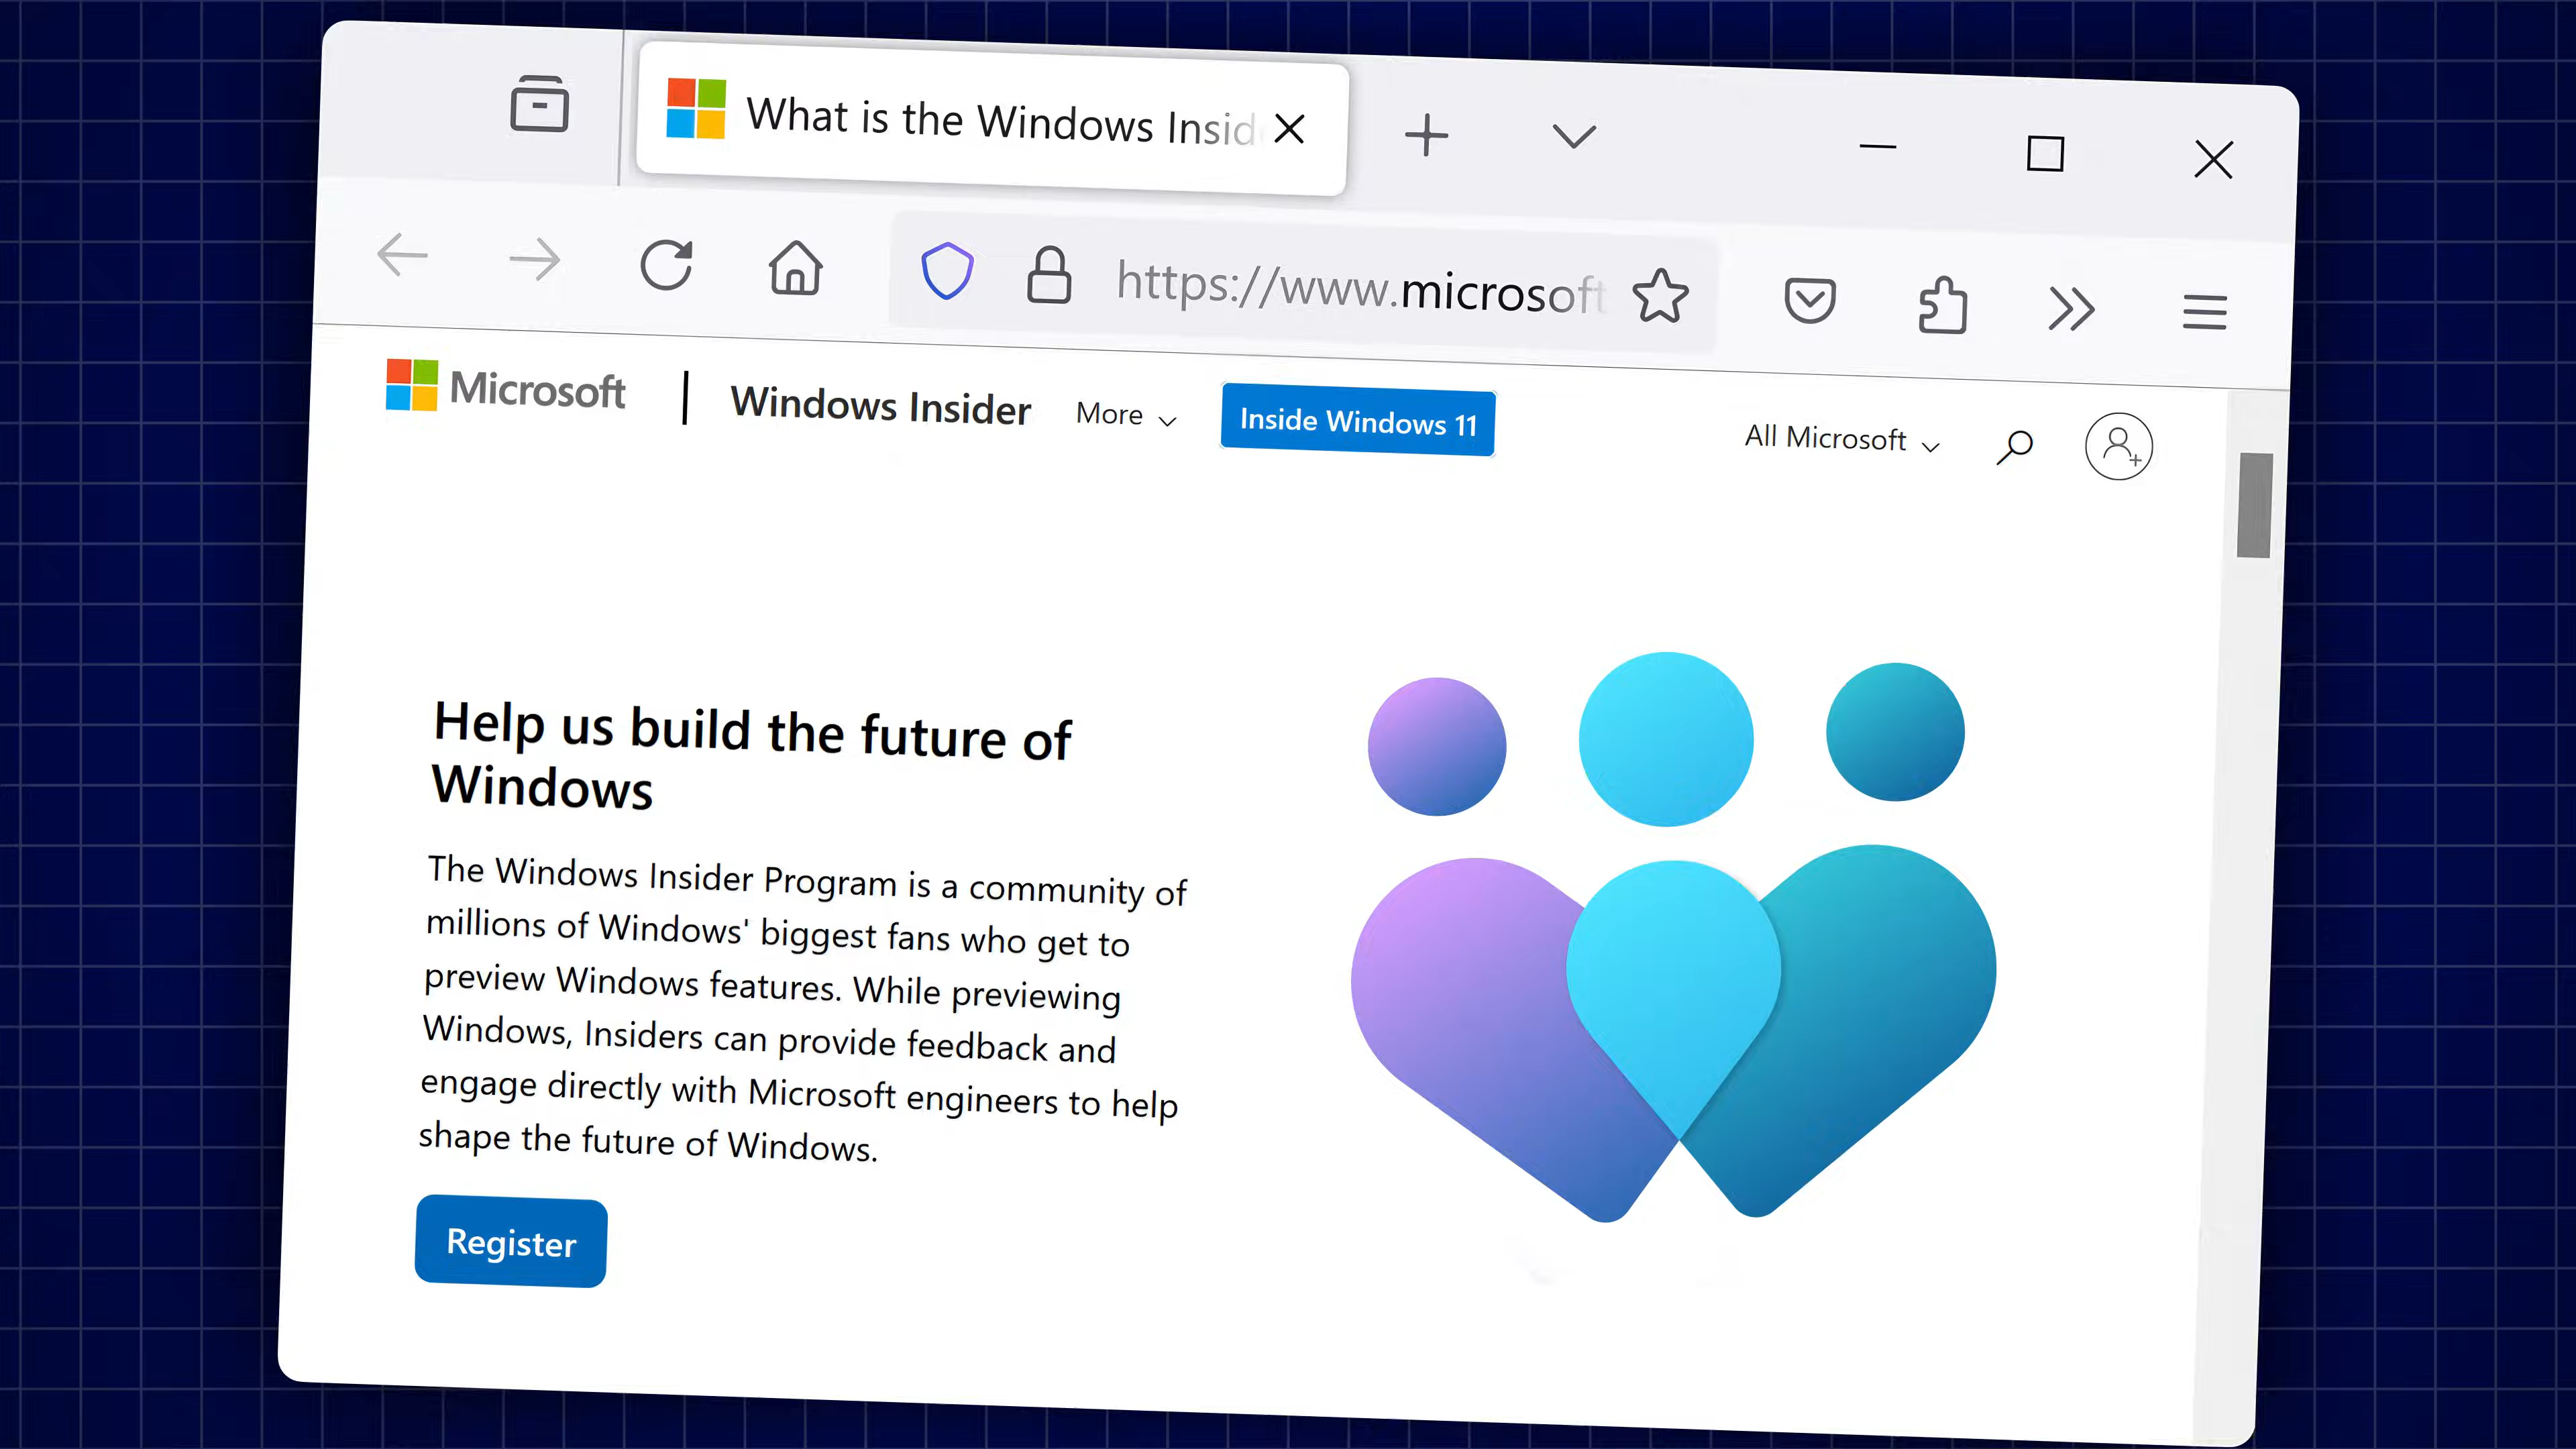 What is the Windows Insid
https://www.microsoft
Microsoft
Windows Insider
More
Inside Windows 11
All Microsoft
Help us build the future of
Windows
The Windows Insider Program is a community of
millions of Windows' biggest fans who get to
preview Windows features. While previewing
Windows, Insiders can provide feedback and
engage directly with Microsoft engineers to help
shape the future of Windows.
Register